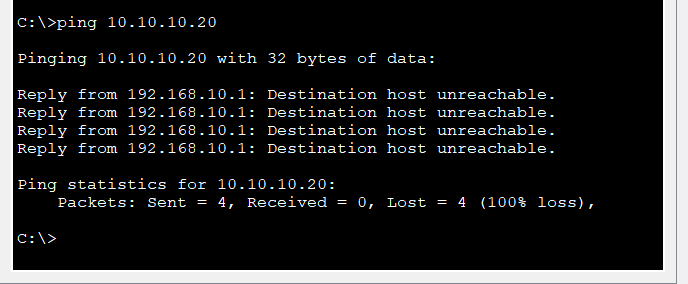 C:\>ping 10.10.10.20
Pinging 10.10.10.20 with 32 bytes of data:
Reply from 192.168.10.1: Destination host unreachable.
Reply from 192.168.10.1: Destination host unreachable.
Reply from 192.168.10.1: Destination host unreachable.
Reply from 192.168.10.1: Destination host unreachable.
Ping statistics for 10.10.10.20:
    Packets: Sent = 4, Received = 0, Lost = 4 (100% loss),
C:\>